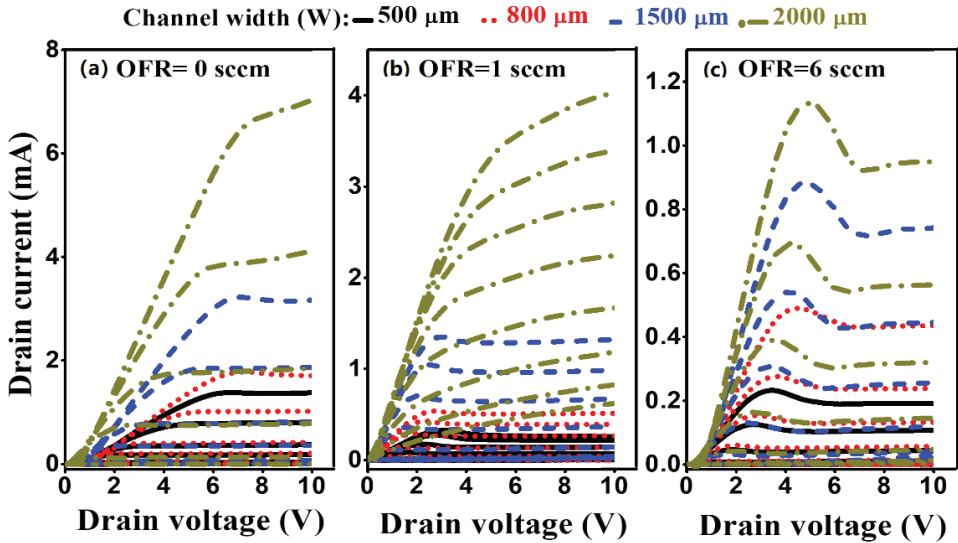 Channel width (W): 500 μm 800 μm 1500 μm 2000 μm
(a) OFR= 0 sccm
(b) OFR=1 sccm
(c) OFR=6 sccm
Drain current (mA)
8
6
4
2
0
4
3
2
1
0
1.2
1.0
0.8
0.6
0.4
0.2
0.0
0 2 4 6 8 10
0 2 4 6 8 10
0 2 4 6 8 10
Drain voltage (V)
Drain voltage (V)
Drain voltage (V)